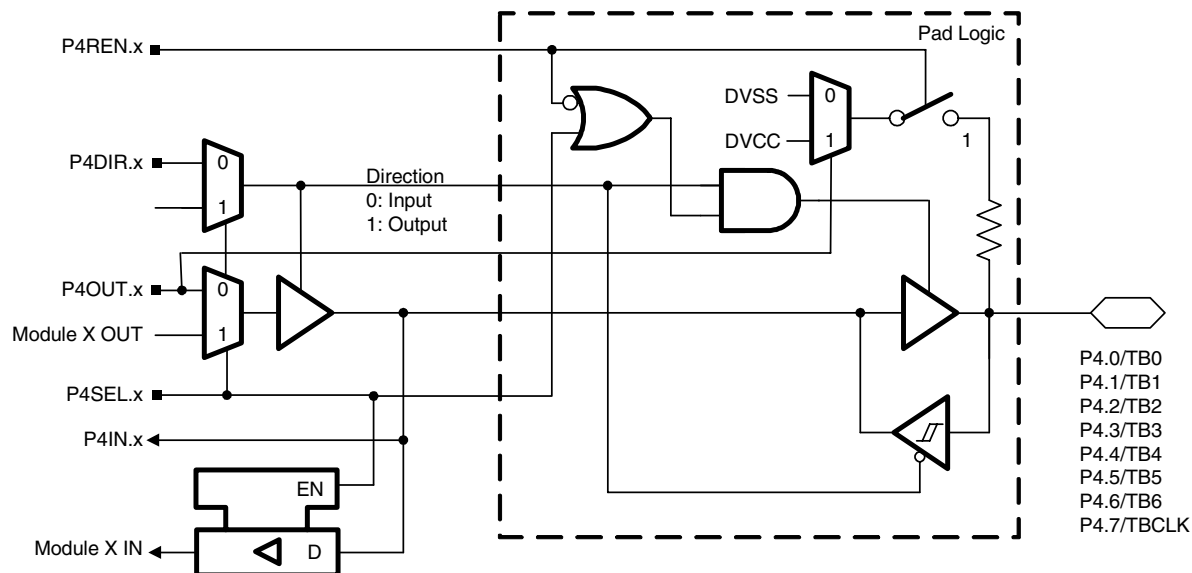 Pad Logic
P4REN.x
DVSS
0
DVCC
1
1
P4DIR.x
0
1
Direction
0: Input
1: Output
P4OUT.x
0
Module X OUT
1
P4SEL.x
P4IN.x
EN
Module X IN
D
P4.0/TB0
P4.1/TB1
P4.2/TB2
P4.3/TB3
P4.4/TB4
P4.5/TB5
P4.6/TB6
P4.7/TBCLK